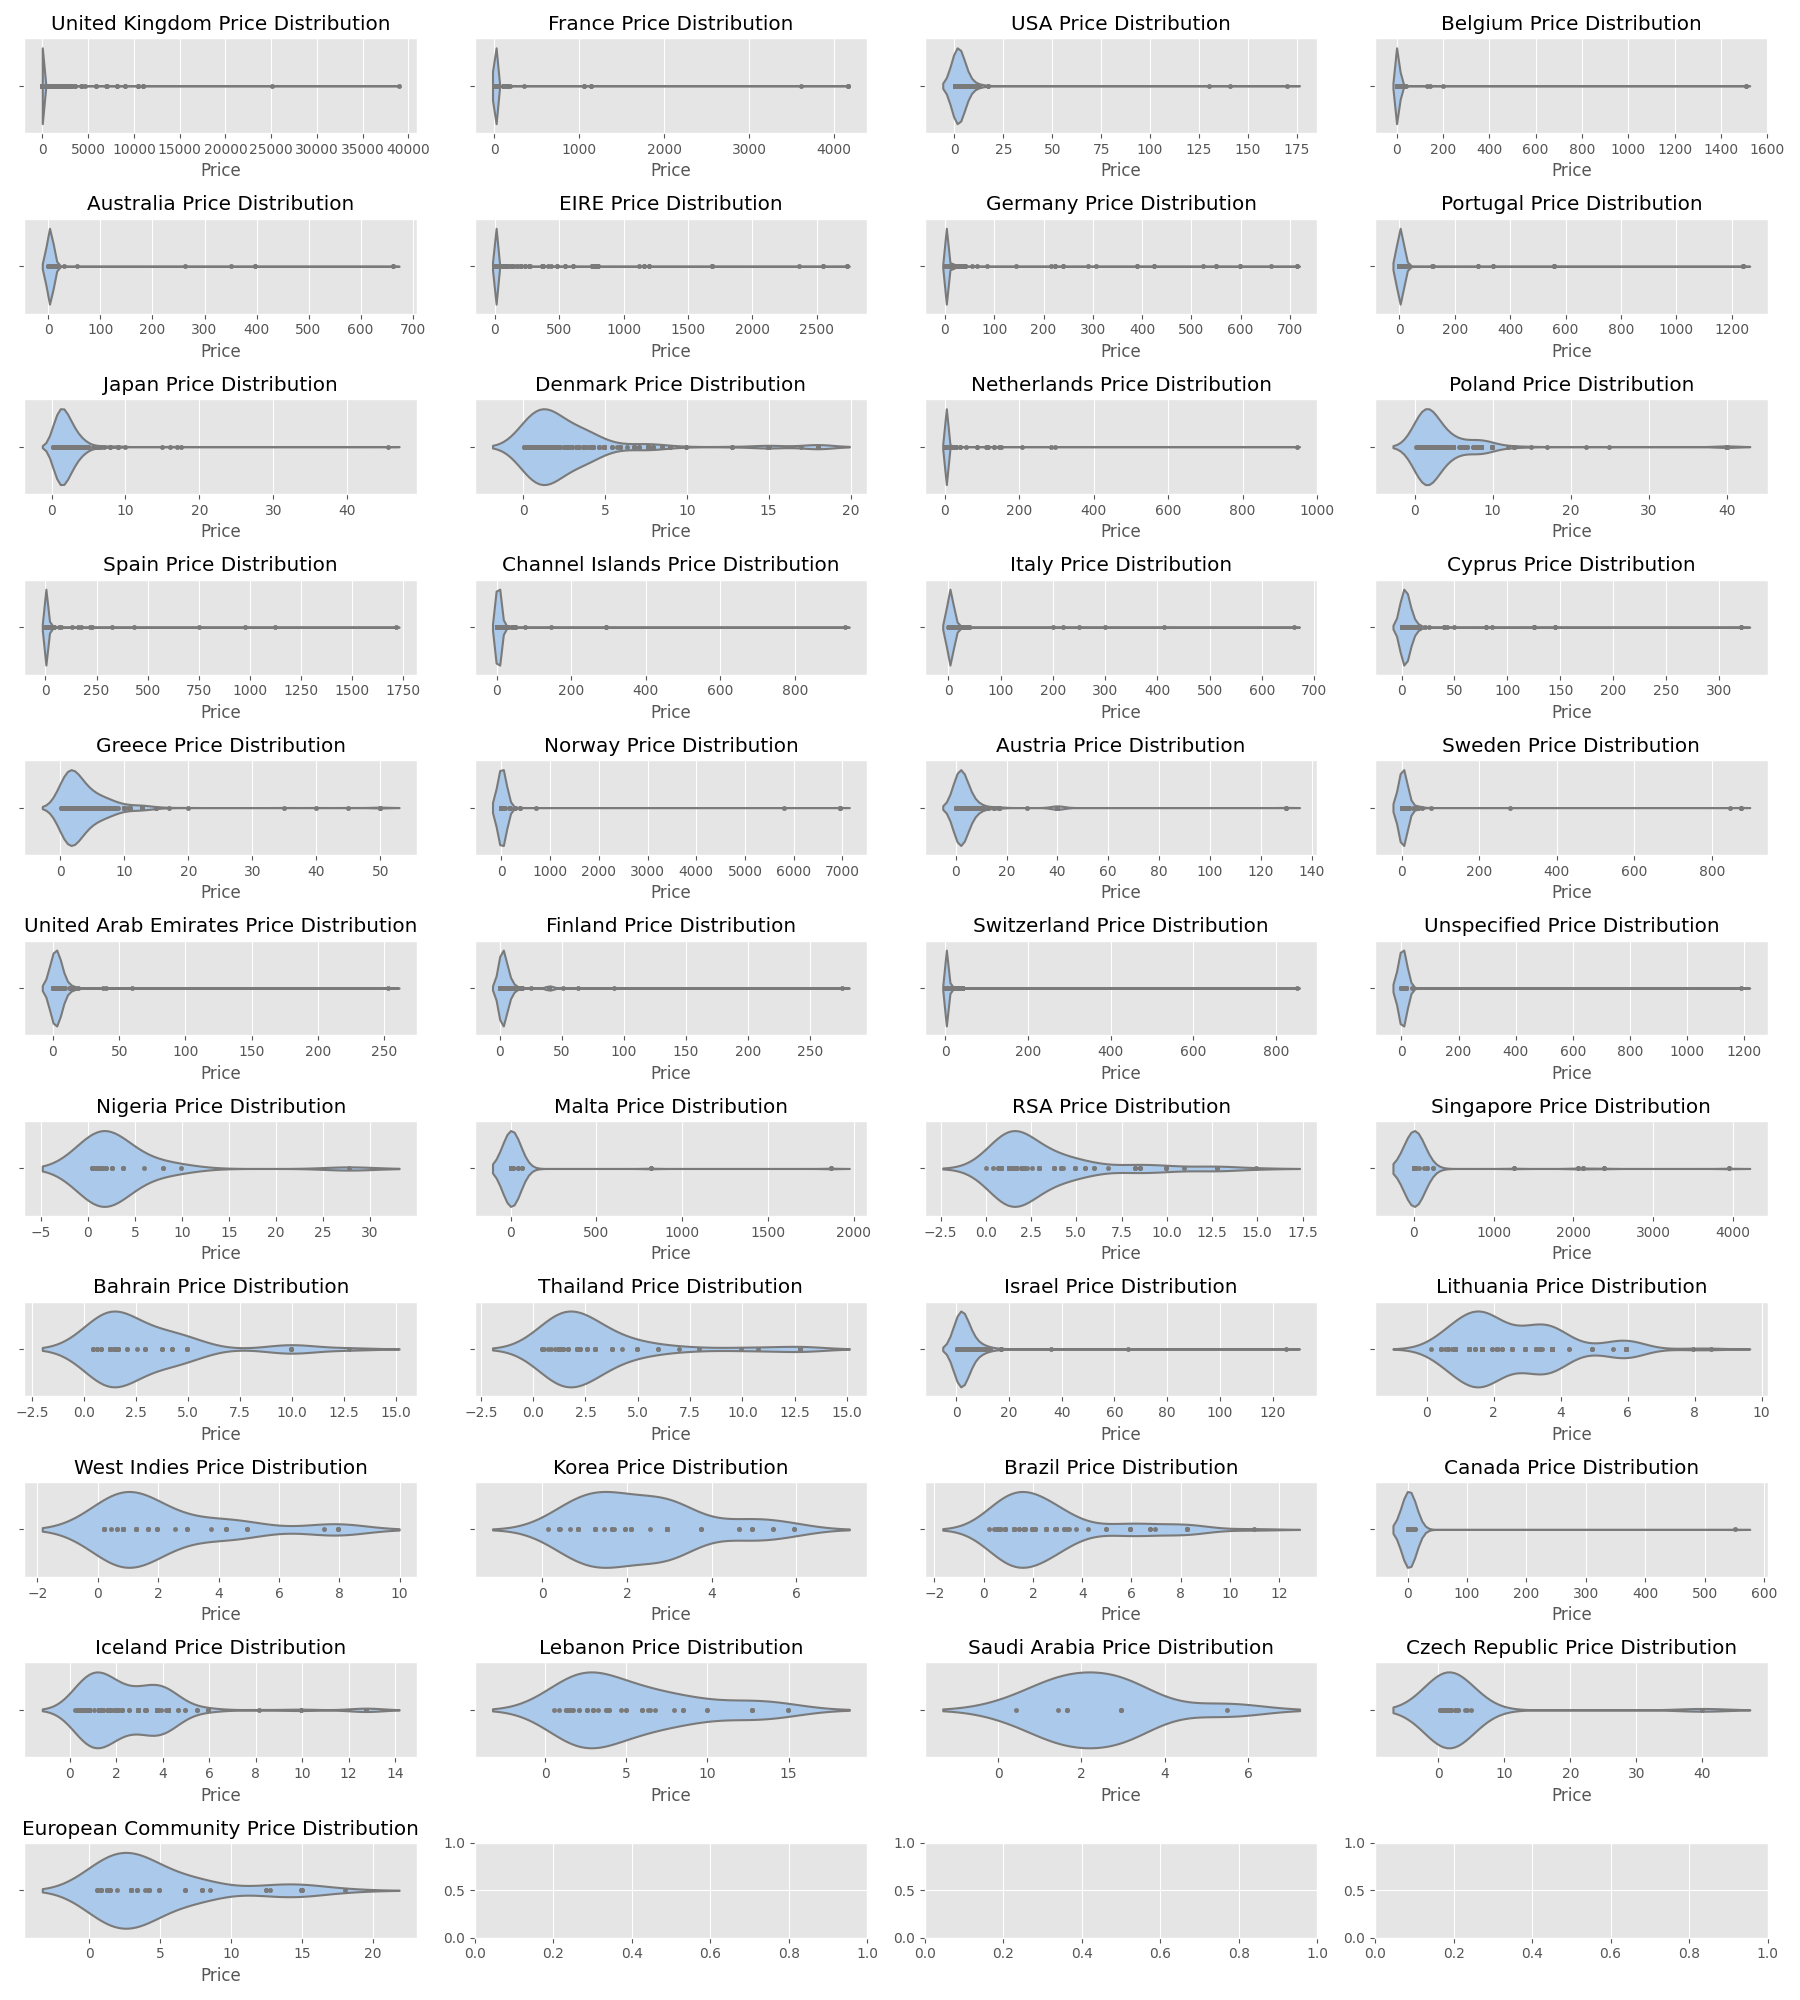 United Kingdom Price Distribution France Price Distribution USA Price Distribution Belgium Price Distribution
0 5000 10000 15000 20000 25000 30000 35000 40000 0 1000 2000 3000 4000 0 25 50 75 100 125 150 175 0 200 400 600 800 1000 1200 1400 1600
Price Price Price Price
Australia Price Distribution EIRE Price Distribution Germany Price Distribution Portugal Price Distribution
0 100 200 300 400 500 600 700 0 500 1000 1500 2000 2500 0 100 200 300 400 500 600 700 0 200 400 600 800 1000 1200
Price Price Price Price
Japan Price Distribution Denmark Price Distribution Netherlands Price Distribution Poland Price Distribution
0 10 20 30 40 0 5 10 15 20 0 200 400 600 800 1000 0 10 20 30 40
Price Price Price Price
Spain Price Distribution Channel Islands Price Distribution Italy Price Distribution Cyprus Price Distribution
0 250 500 750 1000 1250 1500 1750 0 200 400 600 800 0 100 200 300 400 500 600 700 0 50 100 150 200 250 300
Price Price Price Price
Greece Price Distribution Norway Price Distribution Austria Price Distribution Sweden Price Distribution
0 10 20 30 40 50 0 1000 2000 3000 4000 5000 6000 7000 0 20 40 60 80 100 120 140 0 200 400 600 800
Price Price Price Price
United Arab Emirates Price Distribution Finland Price Distribution Switzerland Price Distribution Unspecified Price Distribution
0 50 100 150 200 250 0 50 100 150 200 250 0 200 400 600 800 0 200 400 600 800 1000 1200
Price Price Price Price
Nigeria Price Distribution Malta Price Distribution RSA Price Distribution Singapore Price Distribution
−5 0 5 10 15 20 25 30 0 500 1000 1500 2000 −2.5 0.0 2.5 5.0 7.5 10.0 12.5 15.0 17.5 0 1000 2000 3000 4000
Price Price Price Price
Bahrain Price Distribution Thailand Price Distribution Israel Price Distribution Lithuania Price Distribution
−2.5 0.0 2.5 5.0 7.5 10.0 12.5 15.0 −2.5 0.0 2.5 5.0 7.5 10.0 12.5 15.0 0 20 40 60 80 100 120 0 2 4 6 8 10
Price Price Price Price
West Indies Price Distribution Korea Price Distribution Brazil Price Distribution Canada Price Distribution
−2 0 2 4 6 8 10 0 2 4 6 −2 0 2 4 6 8 10 12 0 100 200 300 400 500 600
Price Price Price Price
Iceland Price Distribution Lebanon Price Distribution Saudi Arabia Price Distribution Czech Republic Price Distribution
0 2 4 6 8 10 12 14 0 5 10 15 0 2 4 6 0 10 20 30 40
Price Price Price Price
European Community Price Distribution
1.0 1.0 1.0
0.5 0.5 0.5
0.0 0.0 0.0
0 5 10 15 20 0.0 0.2 0.4 0.6 0.8 1.0 0.0 0.2 0.4 0.6 0.8 1.0 0.0 0.2 0.4 0.6 0.8 1.0
Price